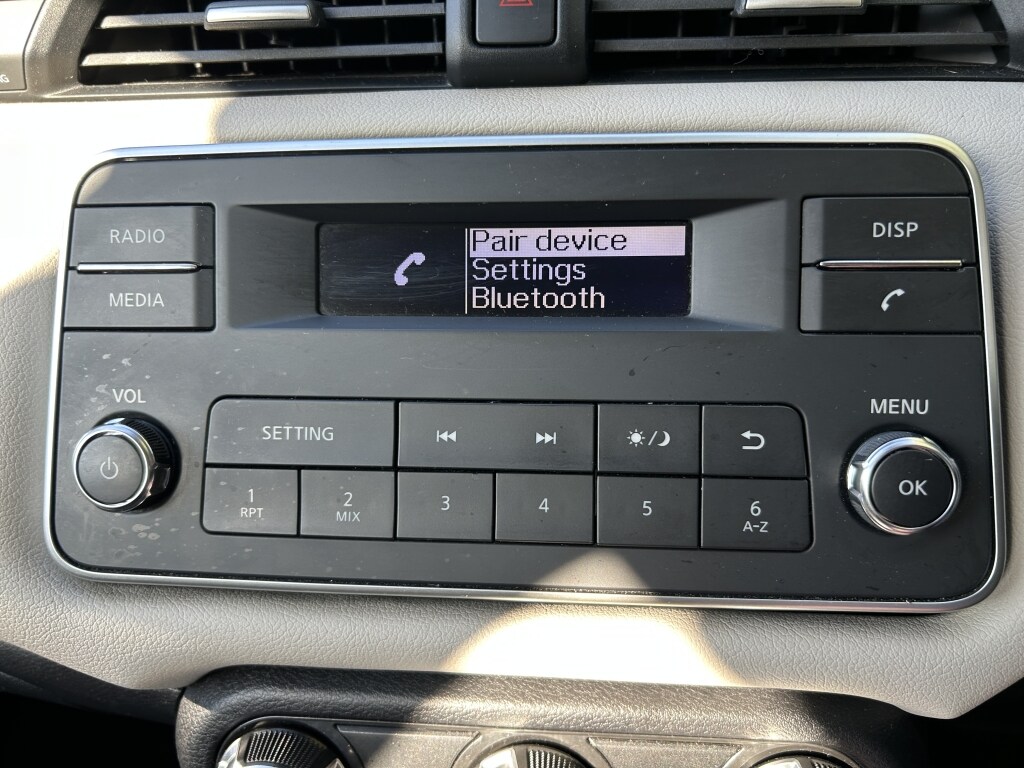 RADIO
MEDIA
Pair device
Settings
Bluetooth
DISP
VOL
MENU
SETTING
OK
1
RPT
2
MIX
3
4
5
6
A-Z